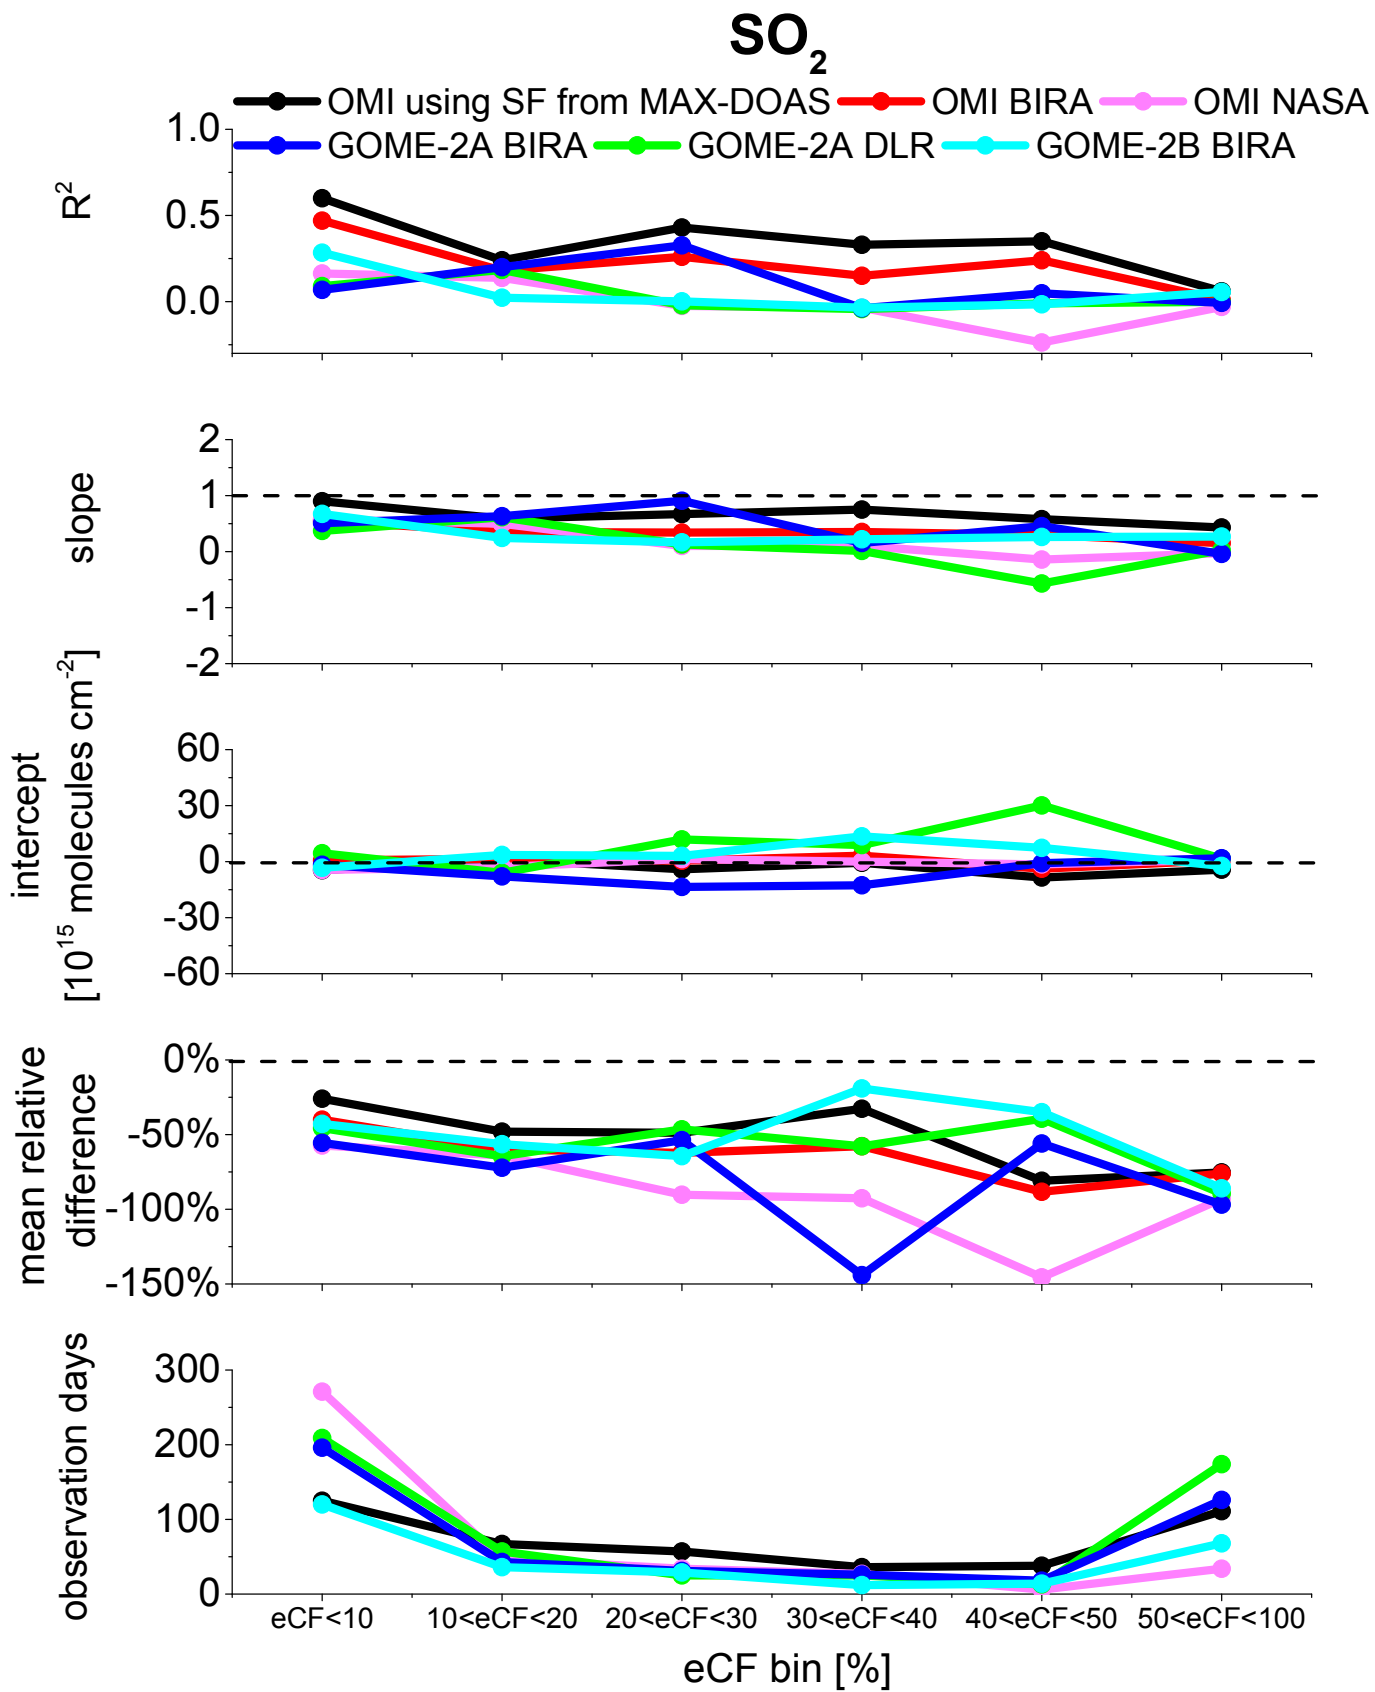 SO₂
OMI using SF from MAX-DOAS OMI BIRA OMI NASA
GOME-2A BIRA GOME-2A DLR GOME-2B BIRA
R²
1.0
0.5
0.0
slope
2
1
0
-1
-2
intercept
[10¹⁵ molecules cm⁻²]
60
30
0
-30
-60
mean relative
difference
0%
-50%
-100%
-150%
observation days
300
200
100
0
eCF<10 10<eCF<20 20<eCF<30 30<eCF<40 40<eCF<50 50<eCF<100
eCF bin [%]